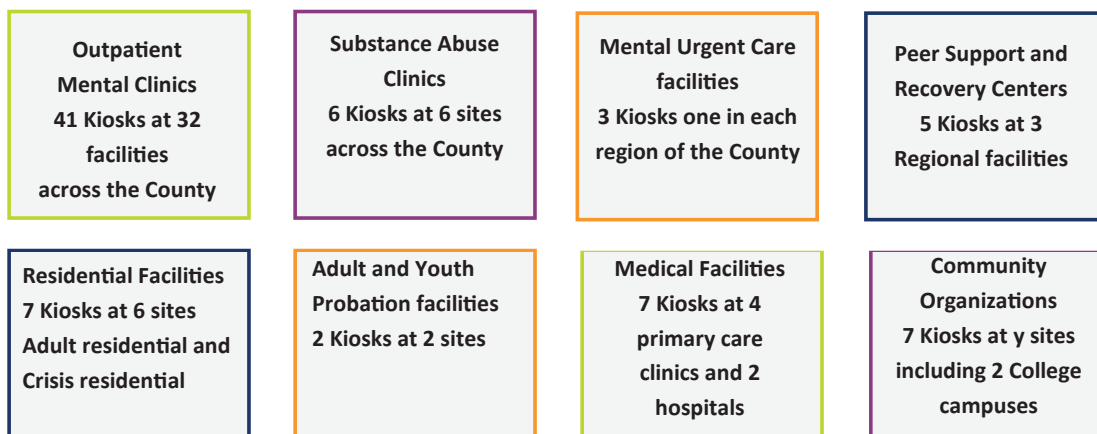 Outpatient
Mental Clinics
41 Kiosks at 32
facilities
across the County
Substance Abuse
Clinics
6 Kiosks at 6 sites
across the County
Mental Urgent Care
facilities
3 Kiosks one in each
region of the County
Peer Support and
Recovery Centers
5 Kiosks at 3
Regional facilities
Residential Facilities
7 Kiosks at 6 sites
Adult residential and
Crisis residential
Adult and Youth
Probation facilities
2 Kiosks at 2 sites
Medical Facilities
7 Kiosks at 4
primary care
clinics and 2
hospitals
Community
Organizations
7 Kiosks at y sites
including 2 College
campuses